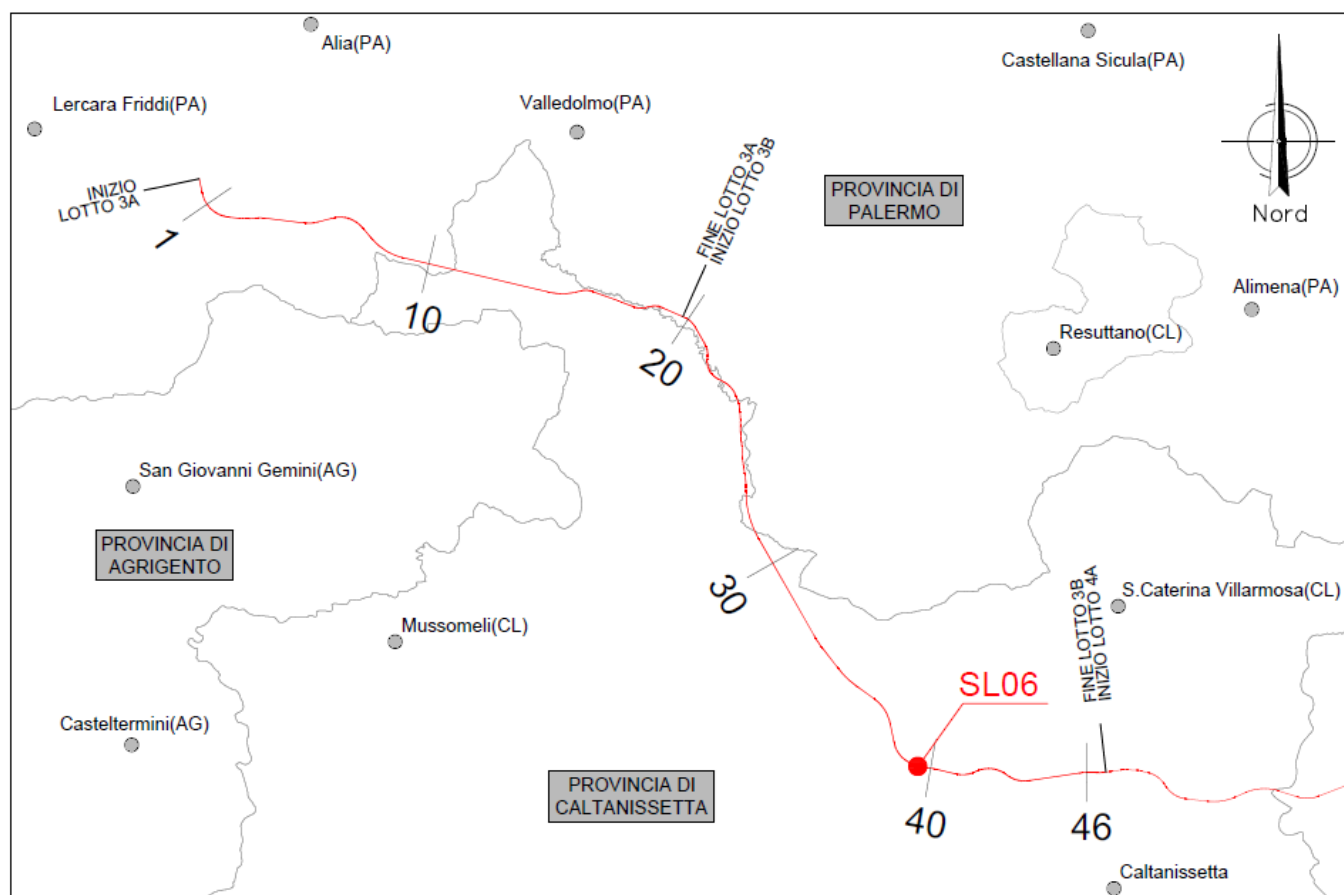 Alia(PA)
Castellana Sicula(PA)
Lercara Friddi(PA)
Valledolmo(PA)
INIZIO
LOTTO 3A
1
FINE LOTTO 3A
INIZIO LOTTO 3B
PROVINCIA DI
PALERMO
Nord
10
20
Alimena(PA)
Resuttano(CL)
San Giovanni Gemini(AG)
PROVINCIA DI
AGRIGENTO
30
FINE LOTTO 3B
INIZIO LOTTO 4A
S.Caterina Villarmosa(CL)
Mussomeli(CL)
SL06
Casteltermini(AG)
PROVINCIA DI
CALTANISSETTA
40
46
Caltanissetta